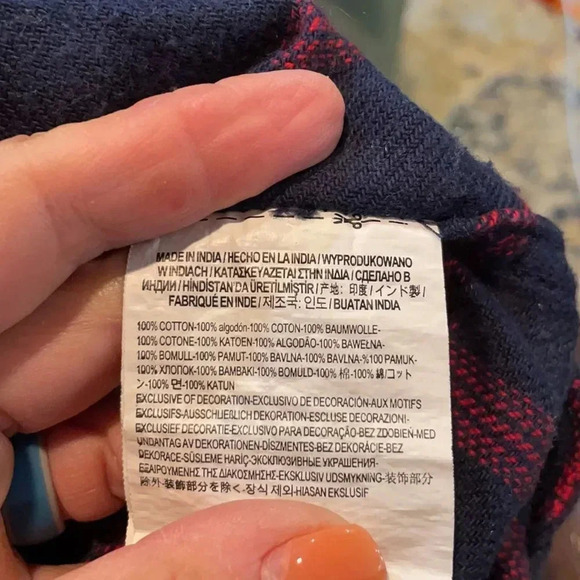 MADE IN INDIA / HECHO EN LA INDIA / WYPRODUKOWANO
W INDIACH / ΚΑΤΑΣΚΕΥΑΖΕΤΑΙ ΣΤΗΝ ΙΝΔΙΑ / СДЕЛАНО В
ИНДИИ / HİNDİSTAN'DA ÜRETİLMİŞTİR / 产地：印度 / インド製 /
FABRIQUÉ EN INDE / 제조국: 인도 / BUATAN INDIA
100% COTTON-100% algodón-100% COTON-100% BAUMWOLLE-
100% COTONE-100% KATOEN-100% ALGODÃO-100% BAWEŁNA-
100% BOMULL-100% PAMUT-100% BAVLNA-100% BAVLNA-%100 PAMUK-
100% ХЛОПОК-100% BAMBAKI-100% BOMULD-100% 棉-100% 綿/コット
ン-100% 면-100% KATUN
EXCLUSIVE OF DECORATION-EXCLUSIVO DE DECORACIÓN-AUX MOTIFS
EXCLUSIFS-AUSSCHLIEẞLICH DEKORATION-ESCLUSE DECORAZIONI-
EXCLUSIEF DECORATIE-EXCLUSIVO PARA DECORAÇÃO-BEZ ZDOBIEN-MED
UNDANTAG AV DEKORATIONEN-DÍSZMENTES-BEZ DEKORÁCIE-BEZ
DEKORACE-SÜSLEME HARİÇ-ЭКСКЛЮЗИВНЫЕ УКРАШЕНИЯ-
ΕΞΑΙΡΟΥΜΕΝΗΣ ΤΗΣ ΔΙΑΚΟΣΜΗΣΗΣ-EKSKLUSIV UDSMYKNING-装饰部分
除外-装飾部分を除く-장식 제외-HIASAN EKSKLUSIF